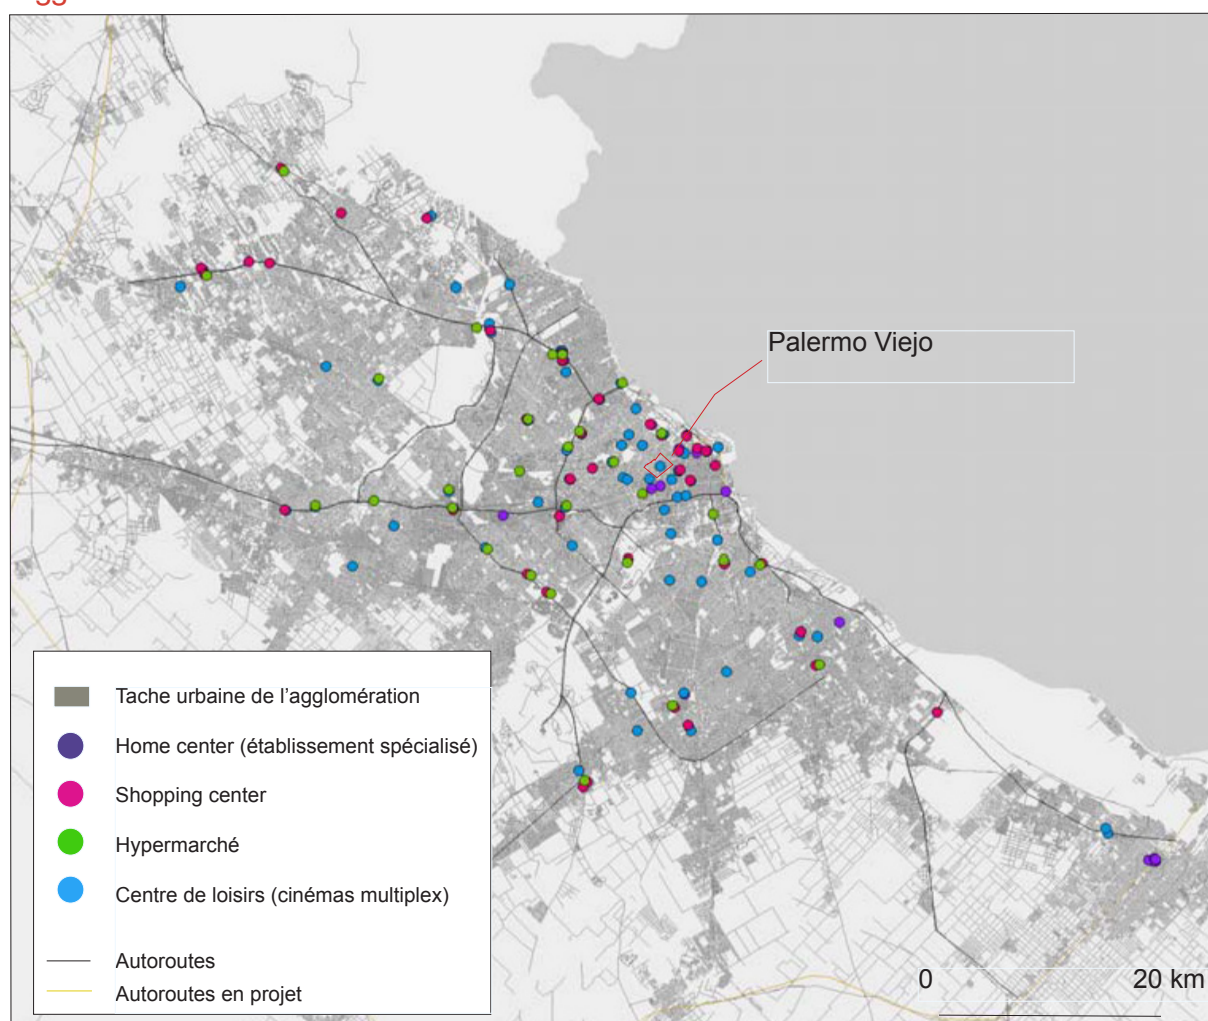 Palermo Viejo
Tache urbaine de l'agglomération
Home center (établissement spécialisé)
Shopping center
Hypermarché
Centre de loisirs (cinémas multiplex)
Autoroutes
Autoroutes en projet
0 20 km